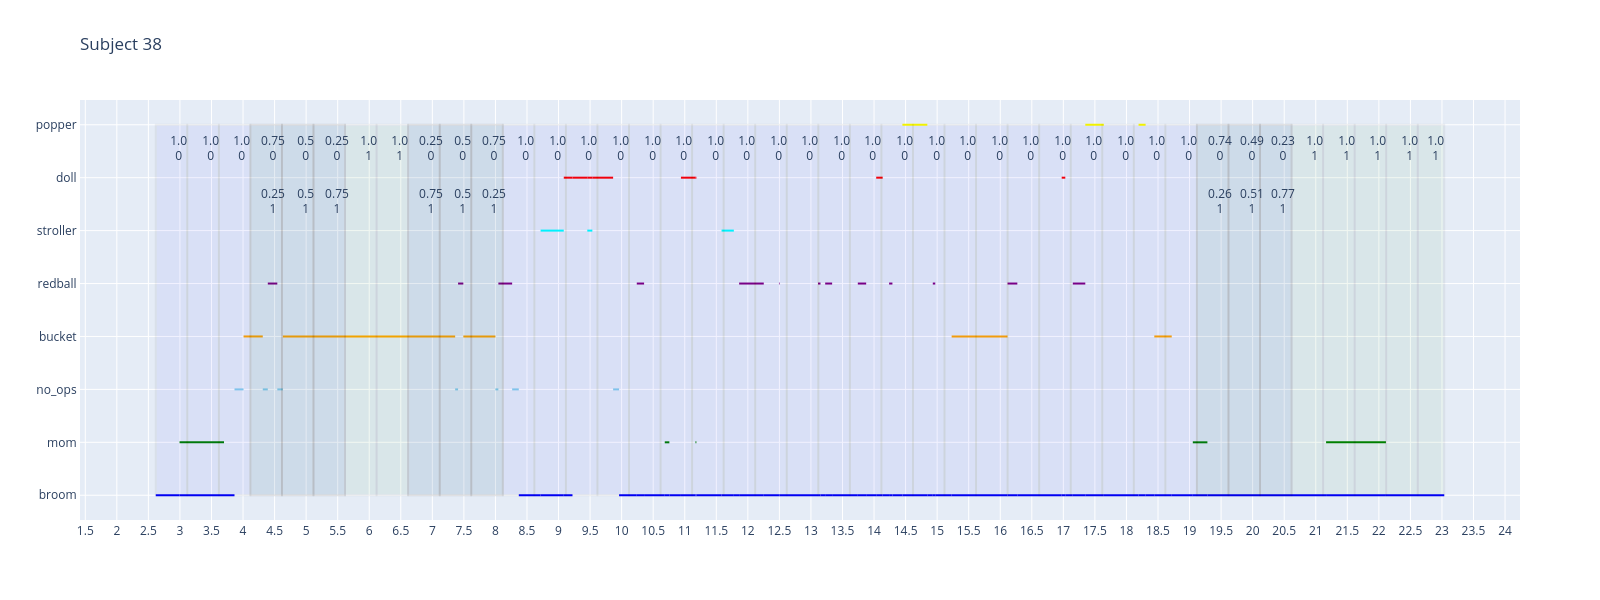 Subject 38
popper
1.0 1.0 1.0 0.75 0.5 0.25 1.0 1.0 0.25 0.5 0.75 1.0 1.0 1.0 1.0 1.0 1.0 1.0 1.0 1.0 1.0 1.0 1.0 1.0 1.0 1.0 1.0 1.0 1.0 1.0 1.0 1.0 1.0 0.74 0.49 0.23 1.0 1.0 1.0 1.0 1.0
0 0 0 0 0 0 1 1 0 0 0 0 0 0 0 0 0 0 0 0 0 0 0 0 0 0 0 0 0 0 0 0 0 0 0 0 1 1 1 1 1
doll
0.25 0.5 0.75 0.75 0.5 0.25 0.26 0.51 0.77
1 1 1 1 1 1 1 1 1
stroller
redball
bucket
no_ops
mom
broom
1.5 2 2.5 3 3.5 4 4.5 5 5.5 6 6.5 7 7.5 8 8.5 9 9.5 10 10.5 11 11.5 12 12.5 13 13.5 14 14.5 15 15.5 16 16.5 17 17.5 18 18.5 19 19.5 20 20.5 21 21.5 22 22.5 23 23.5 24